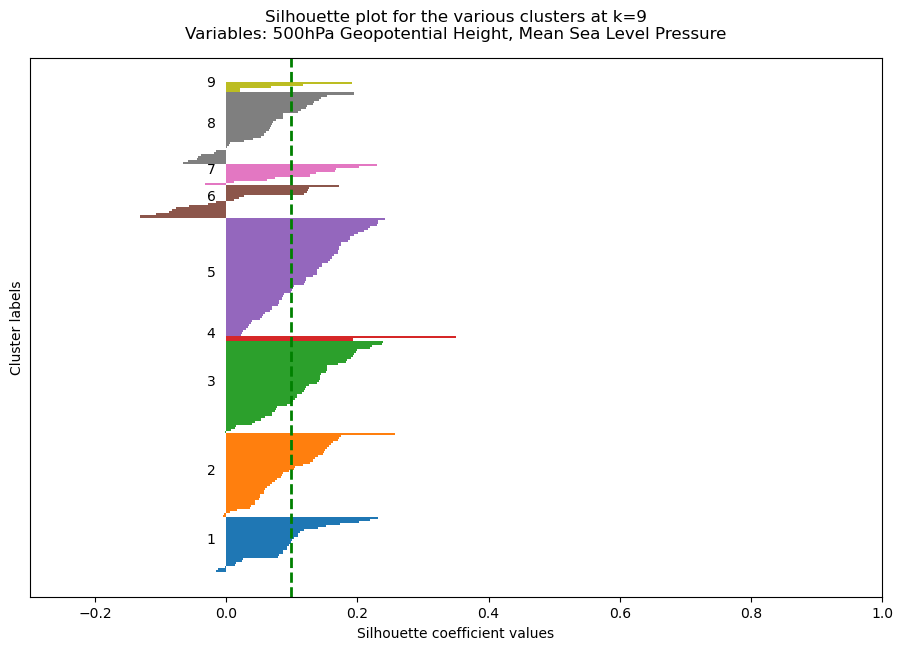 Silhouette plot for the various clusters at k=9
Variables: 500hPa Geopotential Height, Mean Sea Level Pressure
9
8
7
6
5
4
3
2
1
Cluster labels
−0.2 0.0 0.2 0.4 0.6 0.8 1.0
Silhouette coefficient values